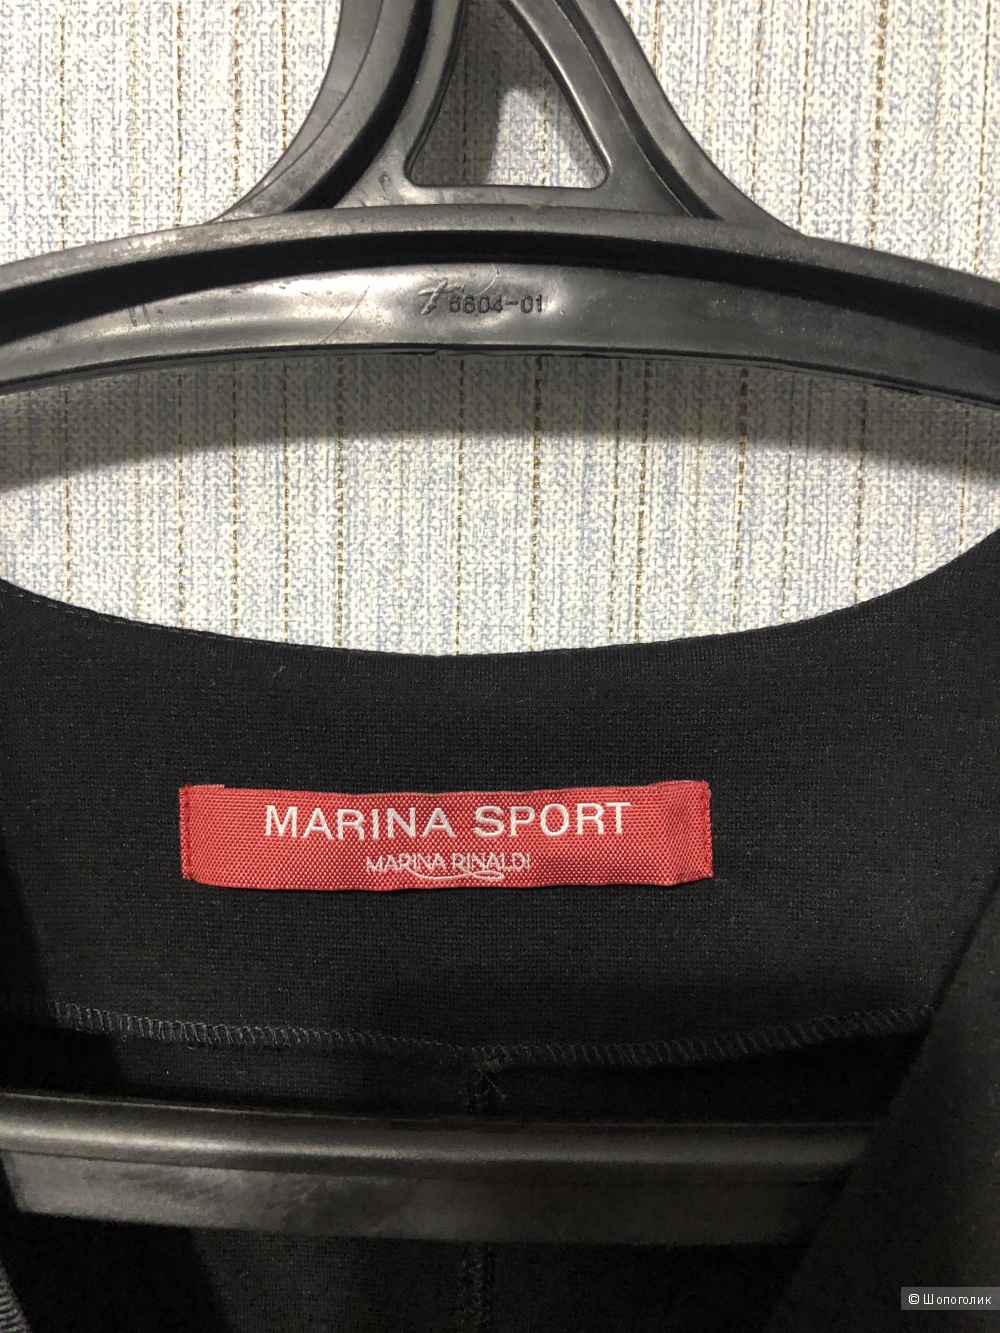 6604-01
MARINA SPORT
MARINA RINALDI
© Шопоголик